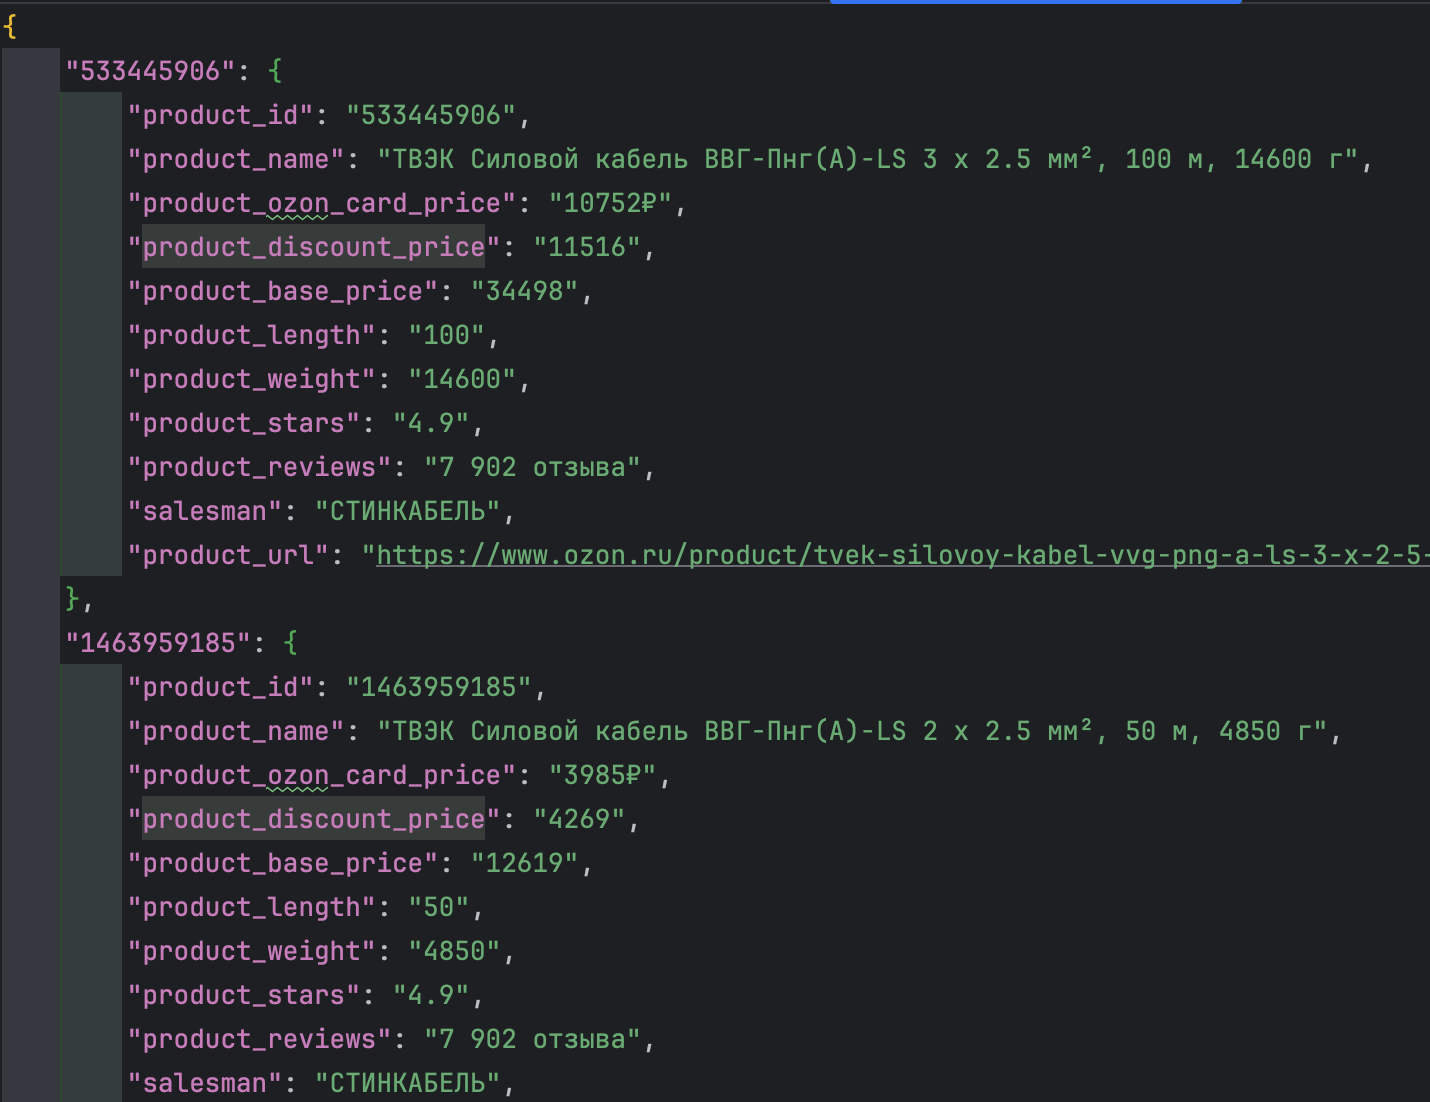 {
"533445906": {
"product_id": "533445906",
"product_name": "ТВЭК Силовой кабель ВВГ-Пнг(А)-LS 3 x 2.5 мм², 100 м, 14600 г",
"product_ozon_card_price": "10752₽",
"product_discount_price": "11516",
"product_base_price": "34498",
"product_length": "100",
"product_weight": "14600",
"product_stars": "4.9",
"product_reviews": "7 902 отзыва",
"salesman": "СТИНКАБЕЛЬ",
"product_url": "https://www.ozon.ru/product/tvek-silovoy-kabel-vvg-png-a-ls-3-x-2-5-
},
"1463959185": {
"product_id": "1463959185",
"product_name": "ТВЭК Силовой кабель ВВГ-Пнг(А)-LS 2 x 2.5 мм², 50 м, 4850 г",
"product_ozon_card_price": "3985₽",
"product_discount_price": "4269",
"product_base_price": "12619",
"product_length": "50",
"product_weight": "4850",
"product_stars": "4.9",
"product_reviews": "7 902 отзыва",
"salesman": "СТИНКАБЕЛЬ",